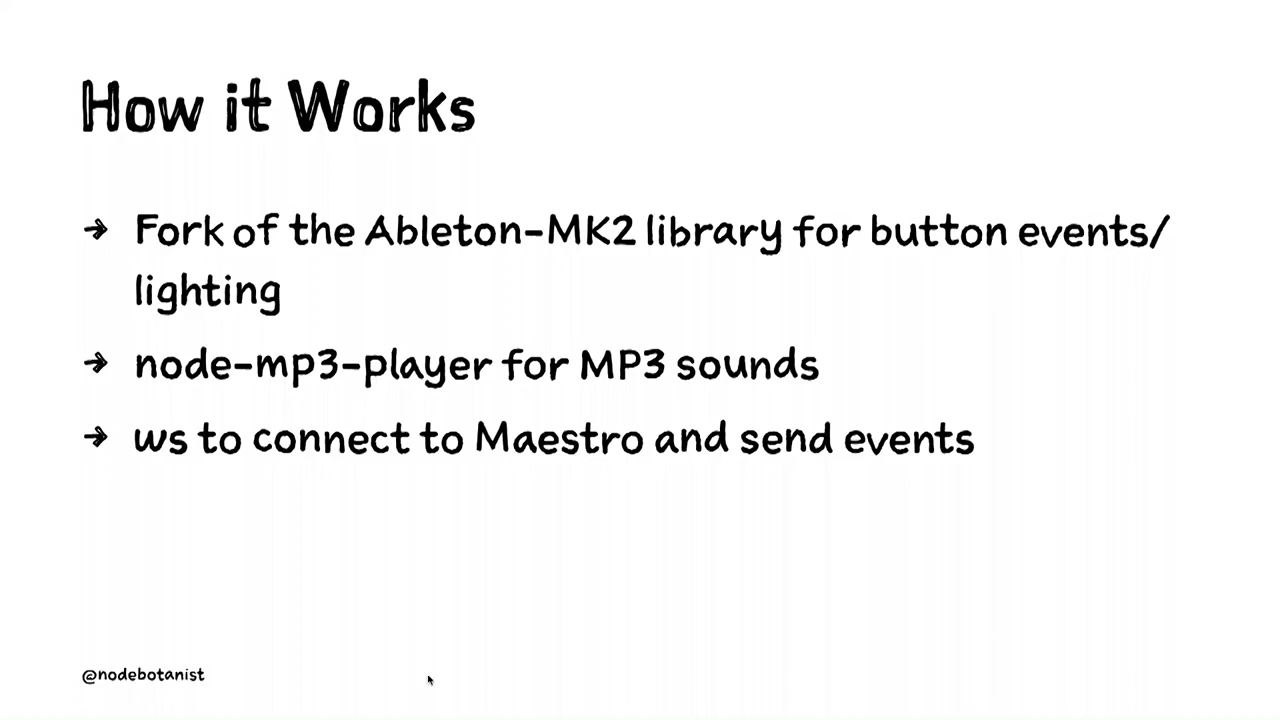 How it Works
→ Fork of the Ableton-MK2 library for button events/
lighting
→ node-mp3-player for MP3 sounds
→ ws to connect to Maestro and send events
@nodebotanist